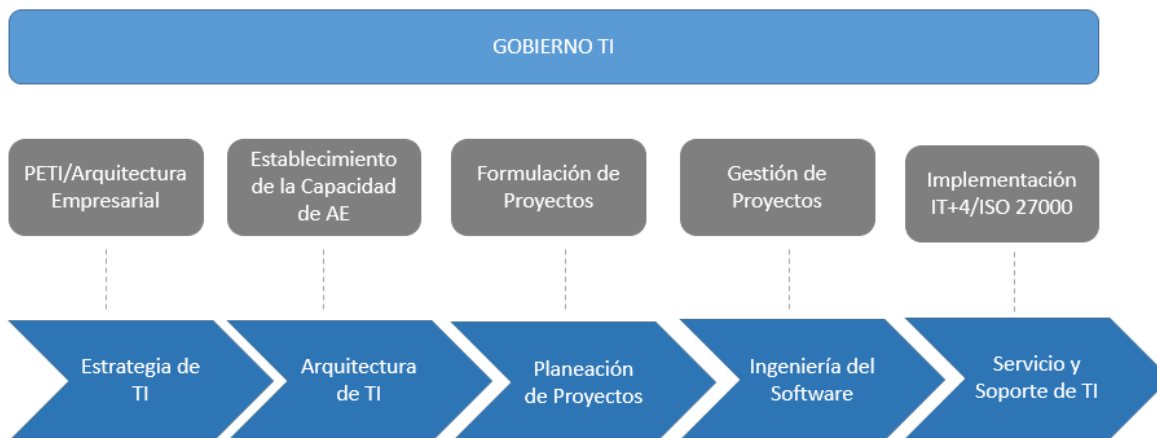 GOBIERNO TI
PETI/Arquitectura
Empresarial
Establecimiento
de la Capacidad
de AE
Formulación de
Proyectos
Gestión de
Proyectos
Implementación
IT+4/ISO 27000
Estrategia de
TI
Arquitectura
de TI
Planeación
de Proyectos
Ingeniería del
Software
Servicio y
Soporte de TI